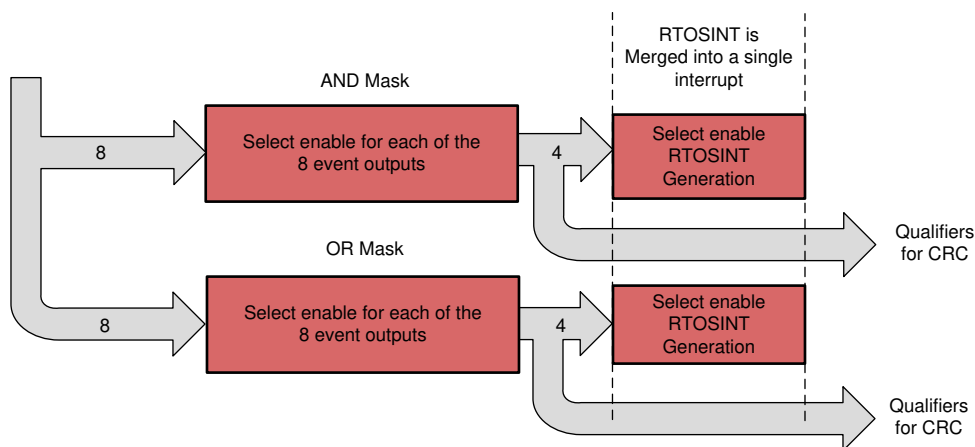 RTOSINT is
Merged into a single
interrupt
AND Mask
8
Select enable for each of the
8 event outputs
4
Select enable
RTOSINT
Generation
Qualifiers
for CRC
OR Mask
8
Select enable for each of the
8 event outputs
4
Select enable
RTOSINT
Generation
Qualifiers
for CRC